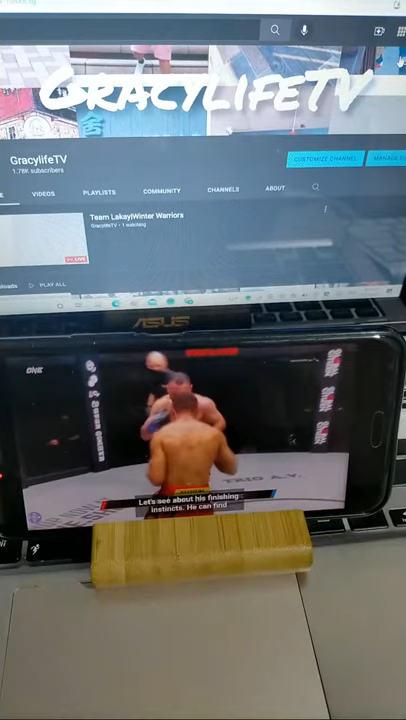 GRACYLIFETV
舍
GracylifeTV
1.78K subscribers
CUSTOMIZE CHANNEL
MANAGE
VIDEOS
PLAYLISTS
COMMUNITY
CHANNELS
ABOUT
Team Lakay|Winter Warriors
GracylifeTV • 1 watching
LIVE
PLAY ALL
ASUS
ONE
Let's see about his finishing
instincts. He can find